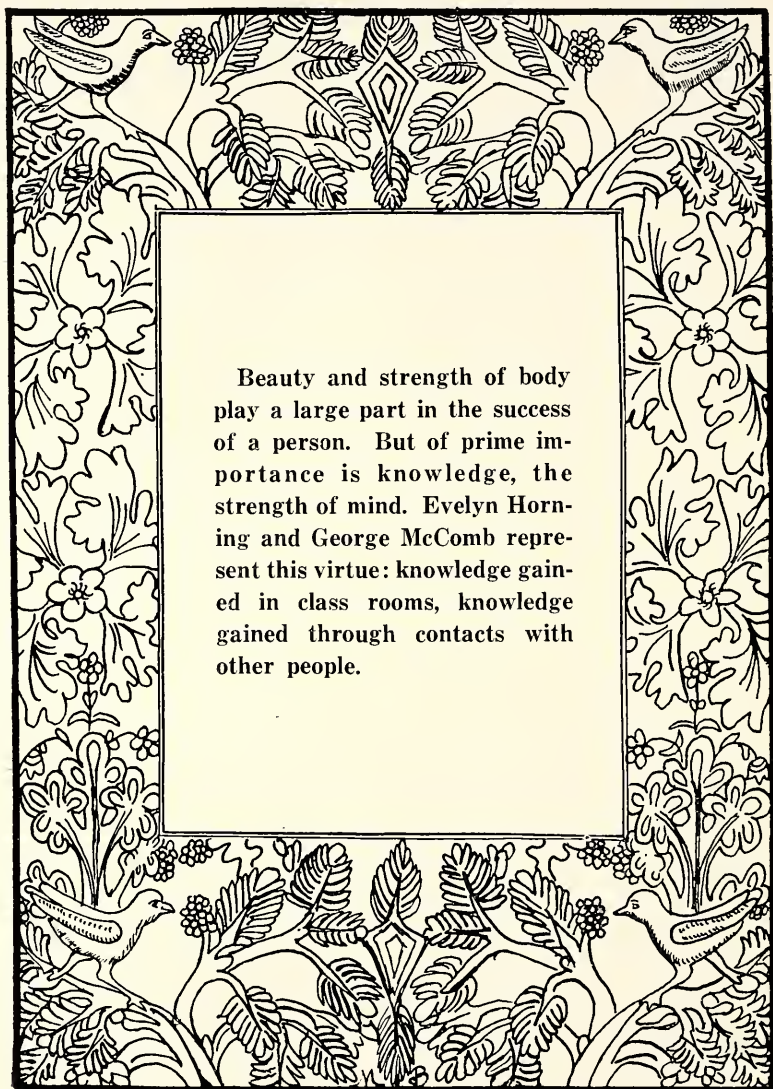 Beauty and strength of body
play a large part in the success
of a person. But of prime im-
portance is knowledge, the
strength of mind. Evelyn Horn-
ing and George McComb repre-
sent this virtue: knowledge gain-
ed in class rooms, knowledge
gained through contacts with
other people.